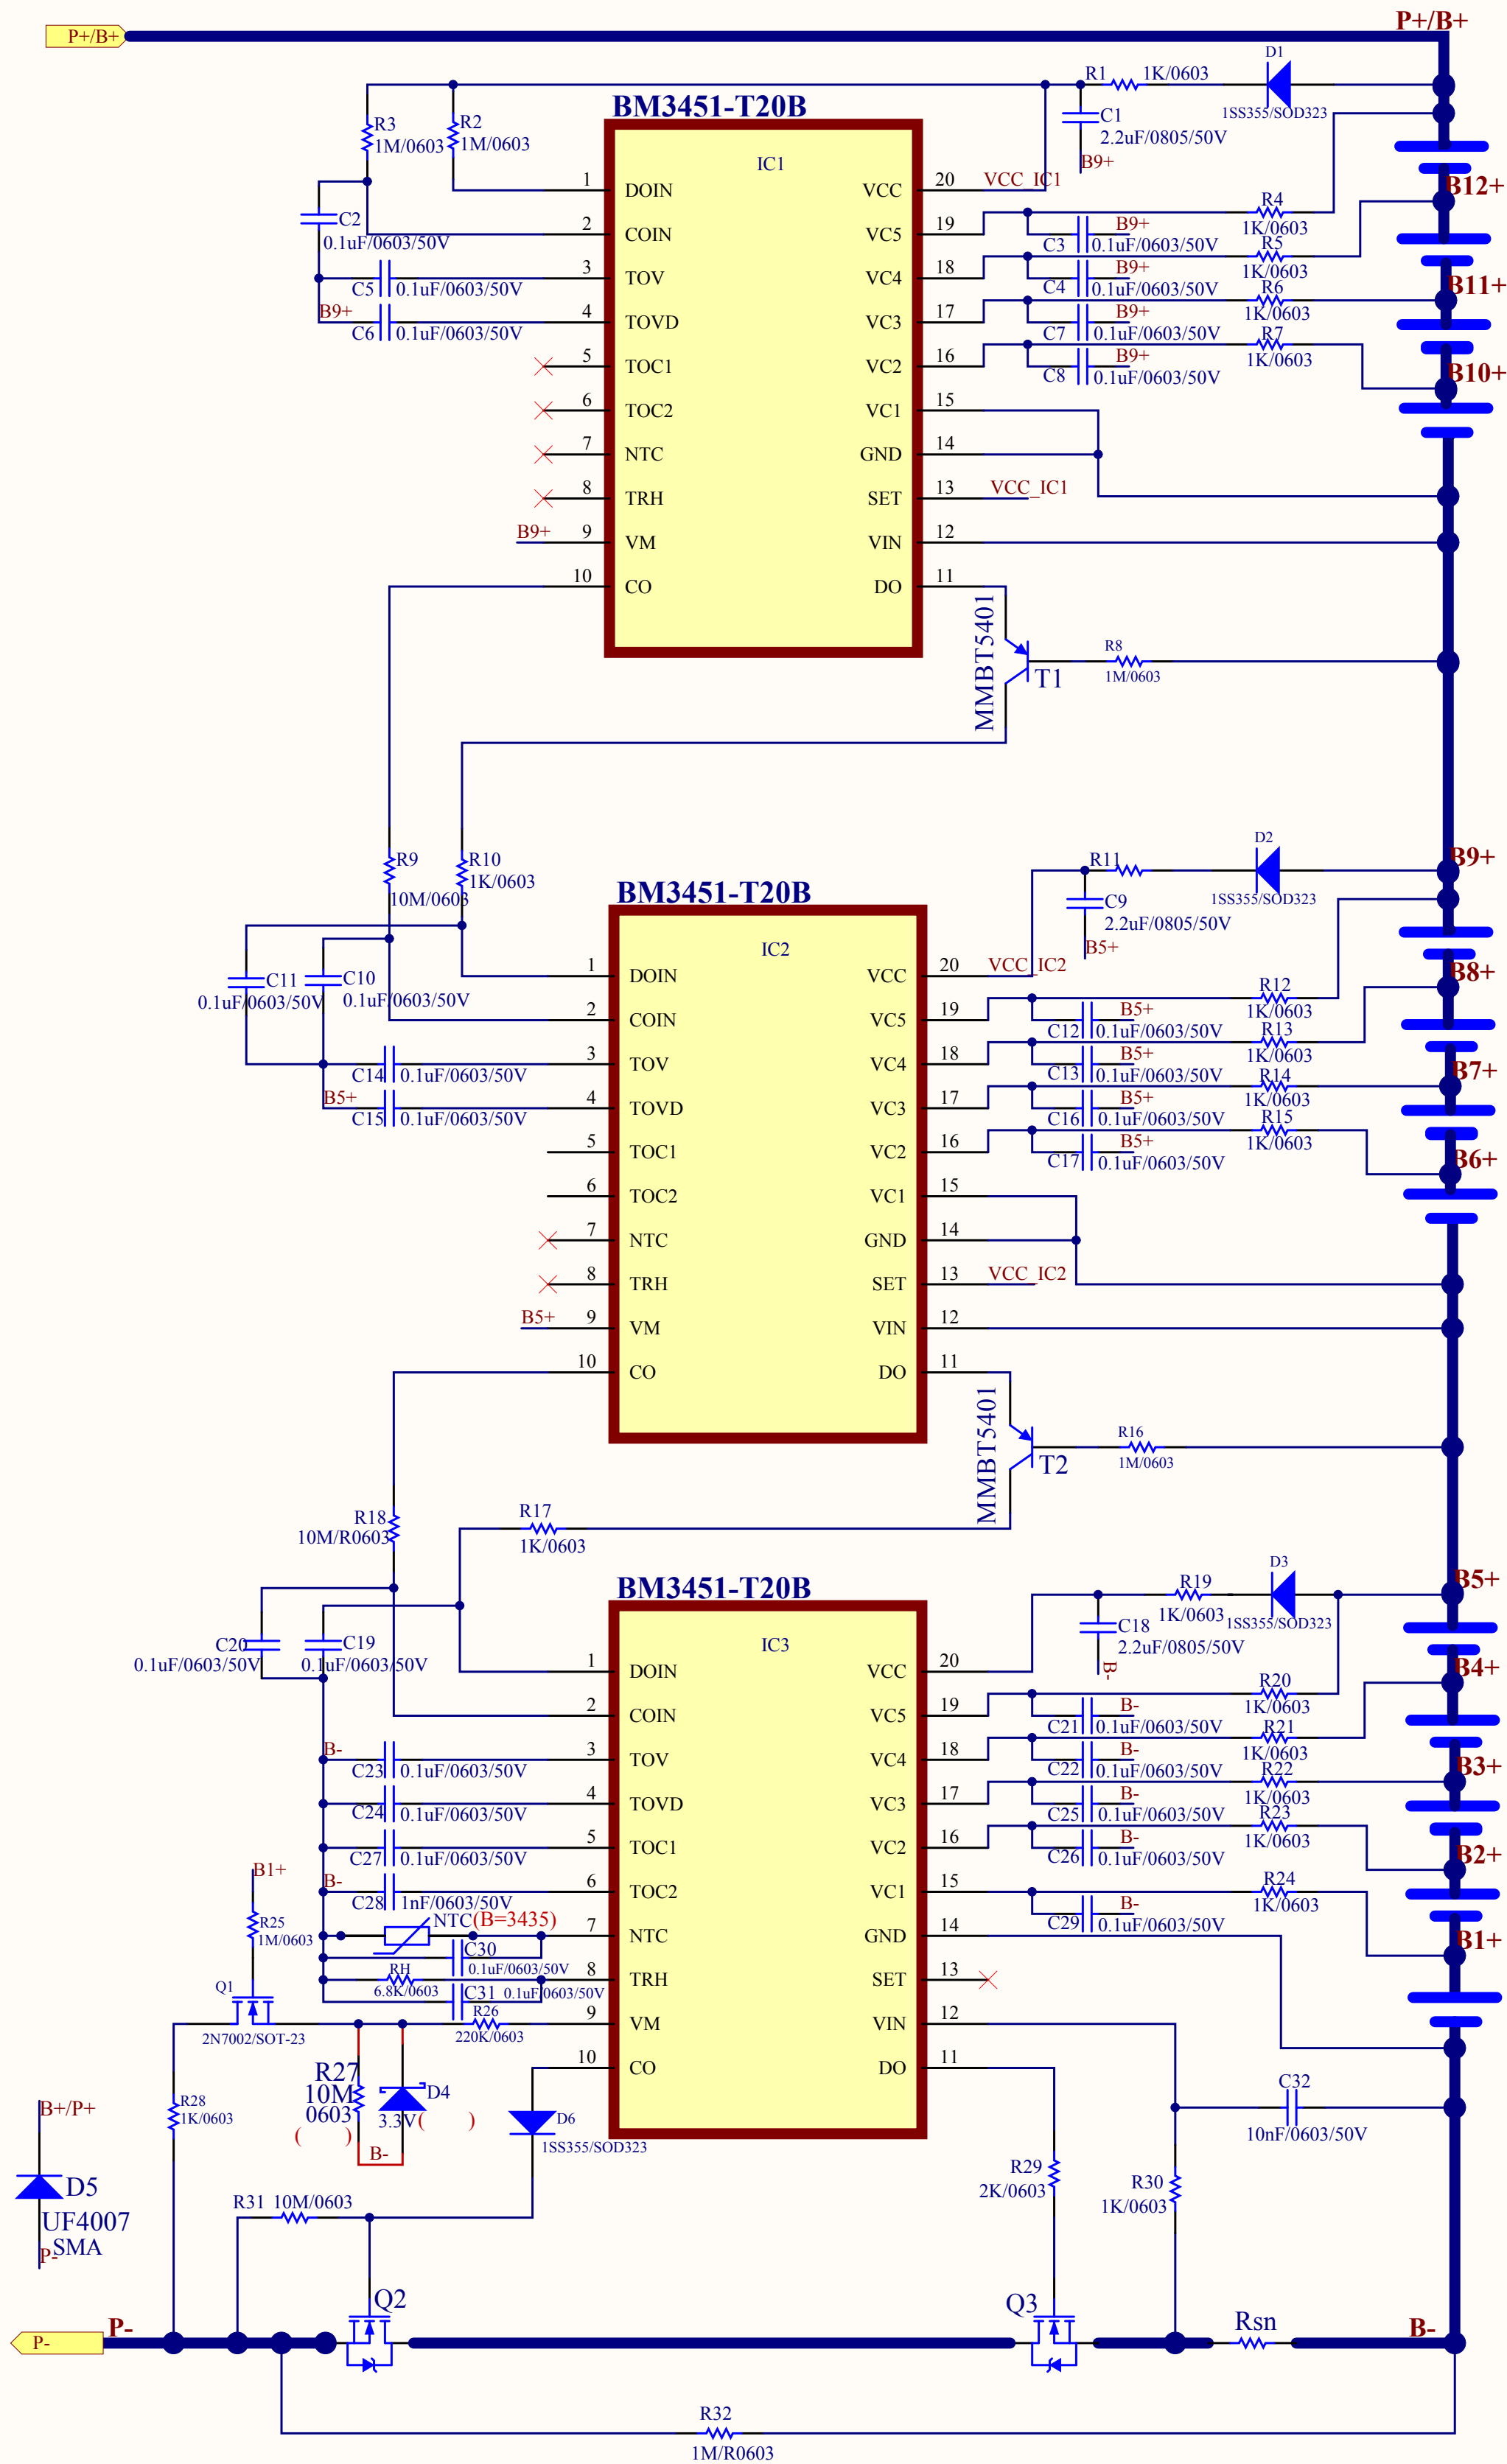 P+/B+
P+/B+
D1
R1 1K/0603
1SS355/SOD323
BM3451-T20B
C1
2.2uF/0805/50V
B9+
R3
1M/0603
R2
1M/0603
IC1
1 DOIN
2 COIN
3 TOV
4 TOVD
5 TOC1
6 TOC2
7 NTC
8 TRH
9 VM
10 CO
VCC 20
VC5 19
VC4 18
VC3 17
VC2 16
VC1 15
GND 14
SET 13
VIN 12
DO 11
VCC_IC1
VCC_IC1
C2
0.1uF/0603/50V
C5 0.1uF/0603/50V
B9+
C6 0.1uF/0603/50V
B9+
B9+
C3 0.1uF/0603/50V
B9+
C4 0.1uF/0603/50V
B9+
C7 0.1uF/0603/50V
B9+
C8 0.1uF/0603/50V
R4
1K/0603
R5
1K/0603
R6
1K/0603
R7
1K/0603
B12+
B11+
B10+
MMBT5401
T1
R8
1M/0603
R9
10M/0603
R10
1K/0603
BM3451-T20B
R11
D2
1SS355/SOD323
B9+
C9
2.2uF/0805/50V
B5+
IC2
1 DOIN
2 COIN
3 TOV
4 TOVD
5 TOC1
6 TOC2
7 NTC
8 TRH
9 VM
10 CO
VCC 20
VC5 19
VC4 18
VC3 17
VC2 16
VC1 15
GND 14
SET 13
VIN 12
DO 11
VCC_IC2
VCC_IC2
C11
0.1uF/0603/50V
C10
0.1uF/0603/50V
C14 0.1uF/0603/50V
B5+
C15 0.1uF/0603/50V
B5+
B5+
C12 0.1uF/0603/50V
B5+
C13 0.1uF/0603/50V
B5+
C16 0.1uF/0603/50V
B5+
C17 0.1uF/0603/50V
R12
1K/0603
R13
1K/0603
R14
1K/0603
R15
1K/0603
B8+
B7+
B6+
MMBT5401
T2
R16
1M/0603
R18
10M/R0603
R17
1K/0603
BM3451-T20B
R19
1K/0603
D3
1SS355/SOD323
B5+
C18
2.2uF/0805/50V
B-
IC3
1 DOIN
2 COIN
3 TOV
4 TOVD
5 TOC1
6 TOC2
7 NTC
8 TRH
9 VM
10 CO
VCC 20
VC5 19
VC4 18
VC3 17
VC2 16
VC1 15
GND 14
SET 13
VIN 12
DO 11
C20
0.1uF/0603/50V
C19
0.1uF/0603/50V
B-
C23 0.1uF/0603/50V
C24 0.1uF/0603/50V
C27 0.1uF/0603/50V
B-
C28 1nF/0603/50V
NTC(B=3435)
C30
0.1uF/0603/50V
RH
6.8K/0603
C31 0.1uF/0603/50V
R26
220K/0603
B-
C21 0.1uF/0603/50V
B-
C22 0.1uF/0603/50V
B-
C25 0.1uF/0603/50V
B-
C26 0.1uF/0603/50V
B-
C29 0.1uF/0603/50V
R20
1K/0603
R21
1K/0603
R22
1K/0603
R23
1K/0603
R24
1K/0603
B4+
B3+
B2+
B1+
B1+
R25
1M/0603
Q1
2N7002/SOT-23
R27
10M
0603
( )
D4
3.3V( )
B-
D6
1SS355/SOD323
R28
1K/0603
B+/P+
D5
UF4007
SMA
P-
R31 10M/0603
R29
2K/0603
R30
1K/0603
C32
10nF/0603/50V
Q2
Q3
Rsn
P-
P-
B-
R32
1M/R0603